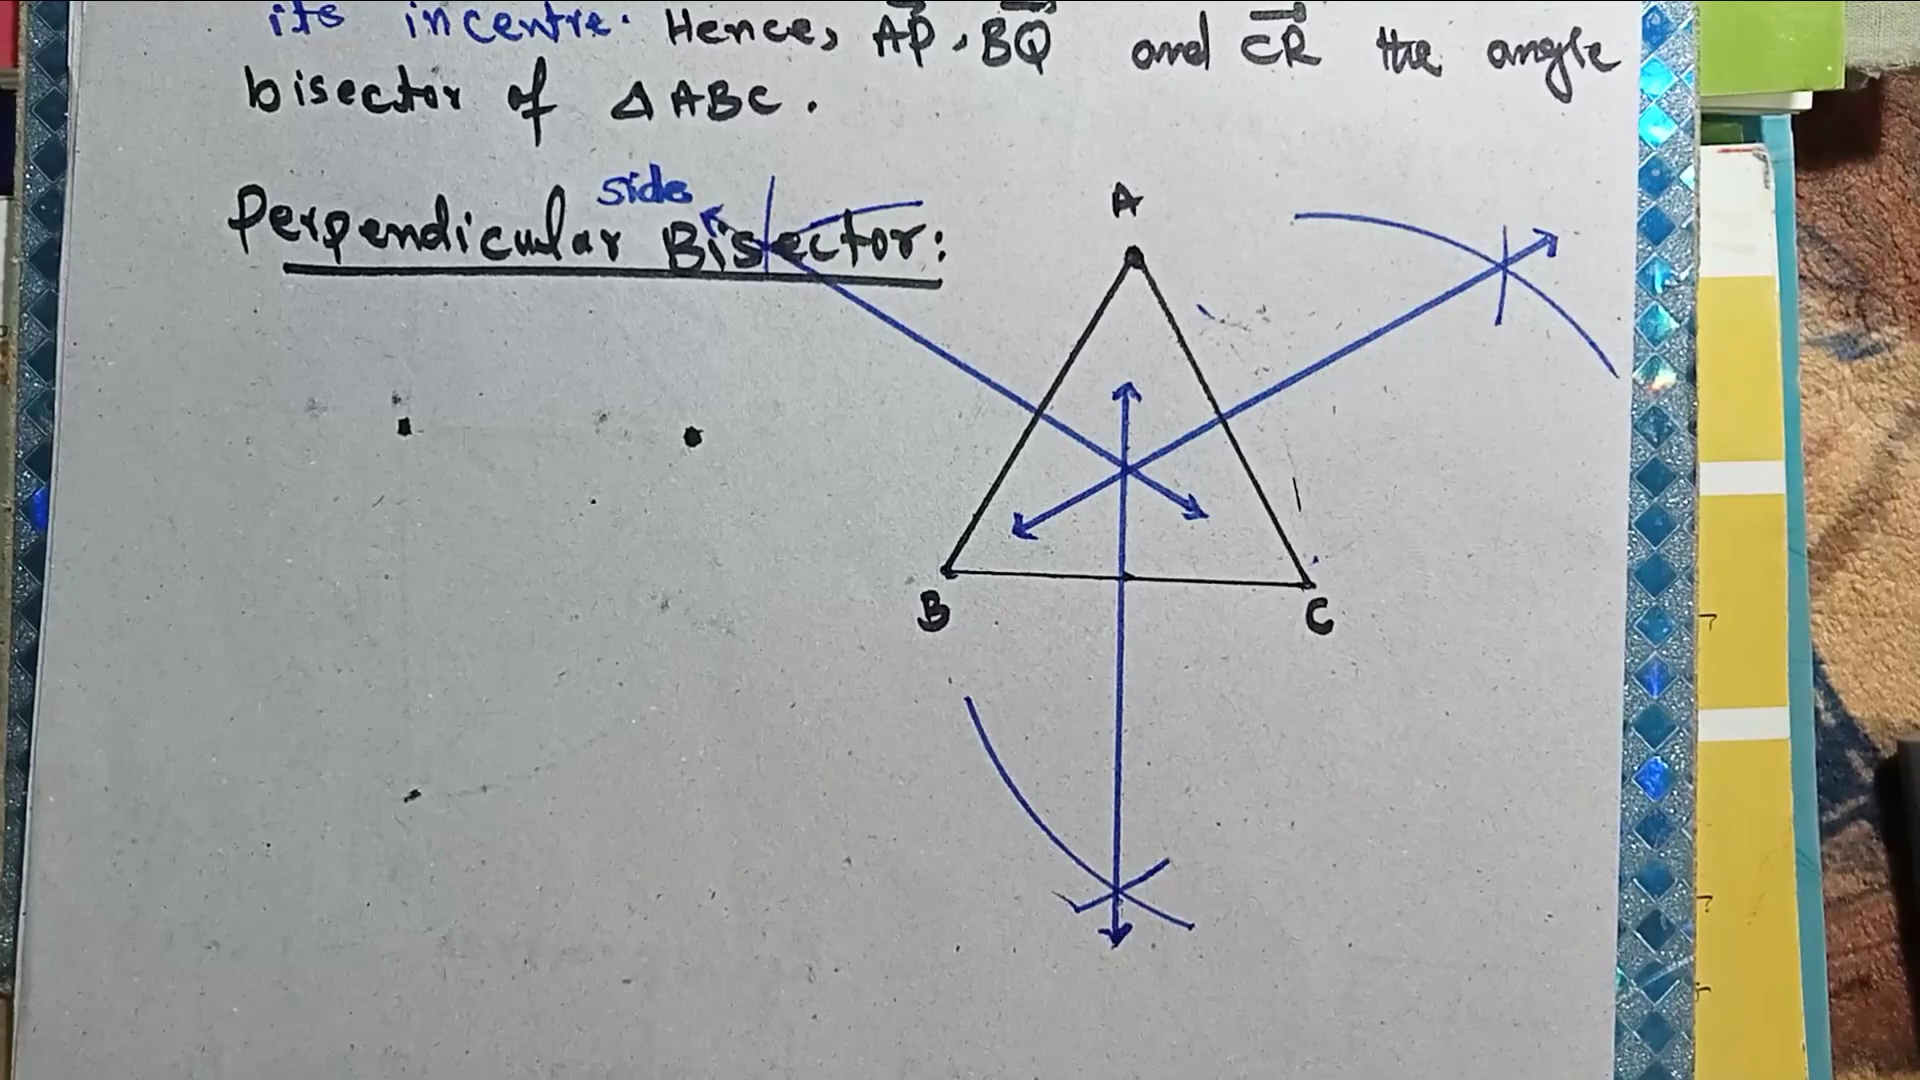 its incentre. Hence, AP, BQ and CR the angle
bisector of △ABC.
side
Perpendicular Bisector:
A
B
C